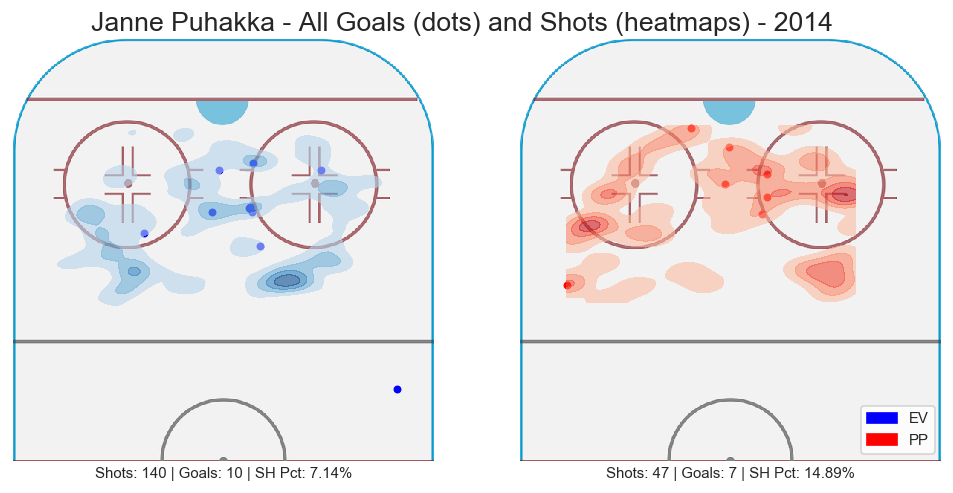 Janne Puhakka - All Goals (dots) and Shots (heatmaps) - 2014
EV
PP
Shots: 140 | Goals: 10 | SH Pct: 7.14%
Shots: 47 | Goals: 7 | SH Pct: 14.89%